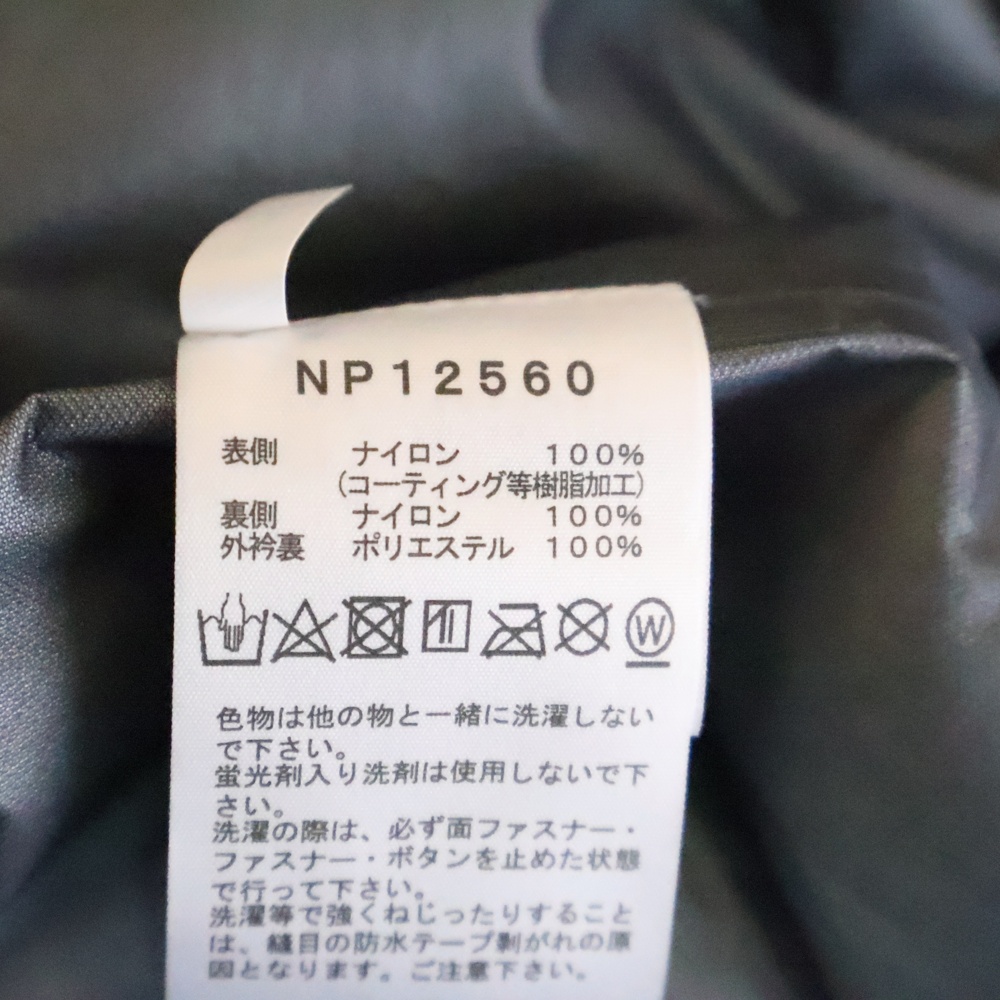 NP12560
表側 ナイロン 100%
(コーティング等樹脂加工)
裏側 ナイロン 100%
外衿裏 ポリエステル 100%
W
色物は他の物と一緒に洗濯しない
で下さい。
蛍光剤入り洗剤は使用しないで下
さい。
洗濯の際は、必ず面ファスナー・
ファスナー・ボタンを止めた状態
で行って下さい。
洗濯等で強くねじったりすること
は、縫目の防水テープ剥がれの原
因となります。ご注意下さい。